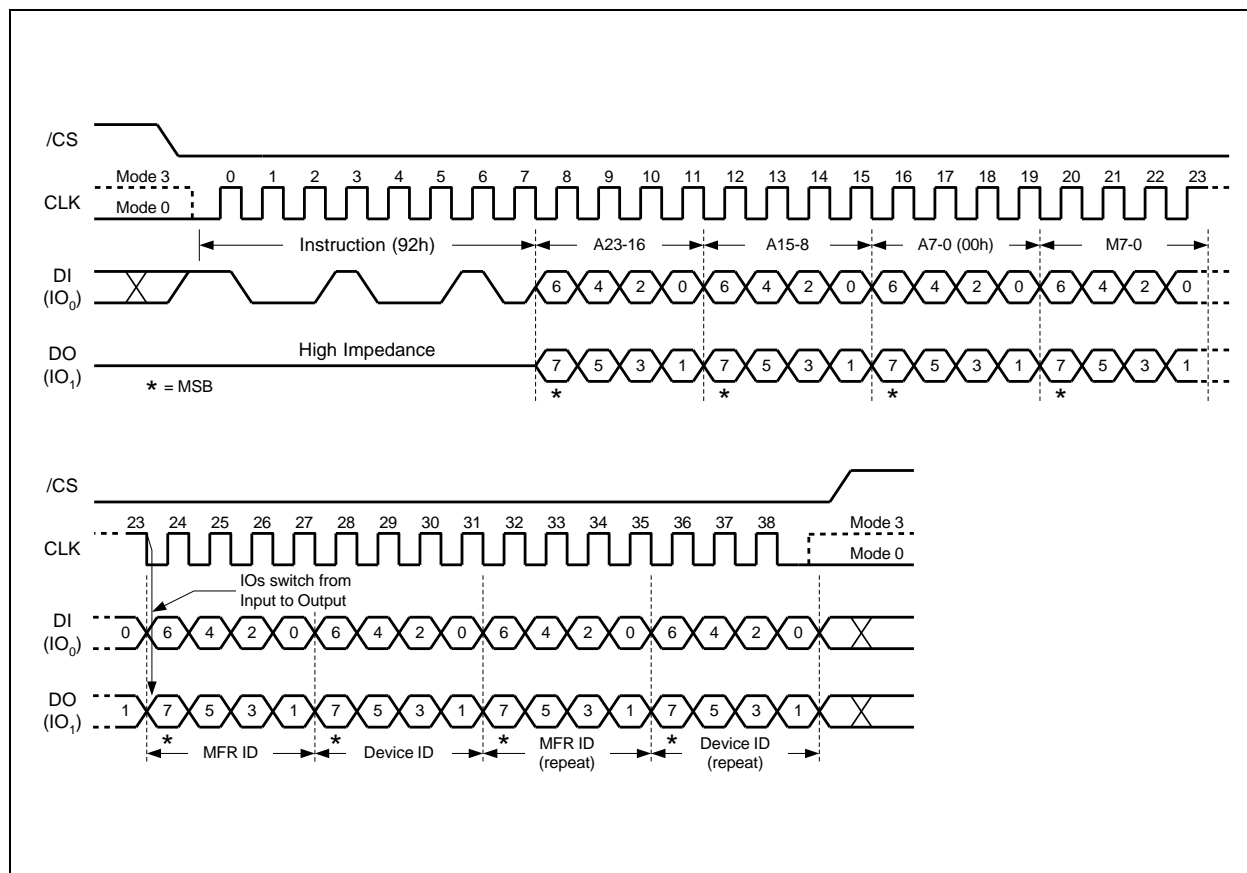 /CS
Mode 3
0 1 2 3 4 5 6 7 8 9 10 11 12 13 14 15 16 17 18 19 20 21 22 23
CLK
Mode 0
Instruction (92h) A23-16 A15-8 A7-0 (00h) M7-0
DI
(IO0)
6 4 2 0 6 4 2 0 6 4 2 0 6 4 2 0
High Impedance
DO
(IO1)
7 5 3 1 7 5 3 1 7 5 3 1 7 5 3 1
* = MSB
* * * *
/CS
23 24 25 26 27 28 29 30 31 32 33 34 35 36 37 38
Mode 3
CLK
Mode 0
IOs switch from
Input to Output
DI
(IO0)
0 6 4 2 0 6 4 2 0 6 4 2 0 6 4 2 0
DO
(IO1)
1 7 5 3 1 7 5 3 1 7 5 3 1 7 5 3 1
* * * *
MFR ID Device ID MFR ID
(repeat)
Device ID
(repeat)